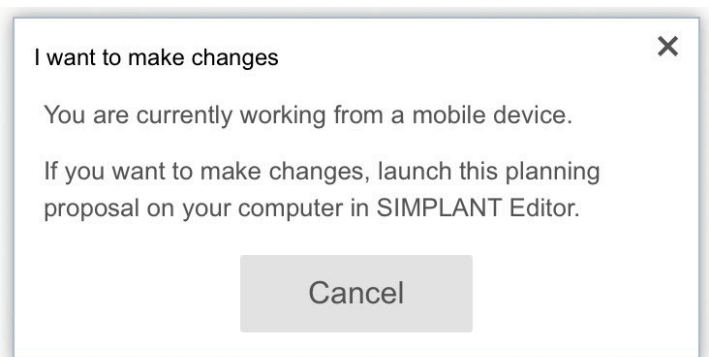 I want to make changes
You are currently working from a mobile device.
If you want to make changes, launch this planning
proposal on your computer in SIMPLANT Editor.
Cancel